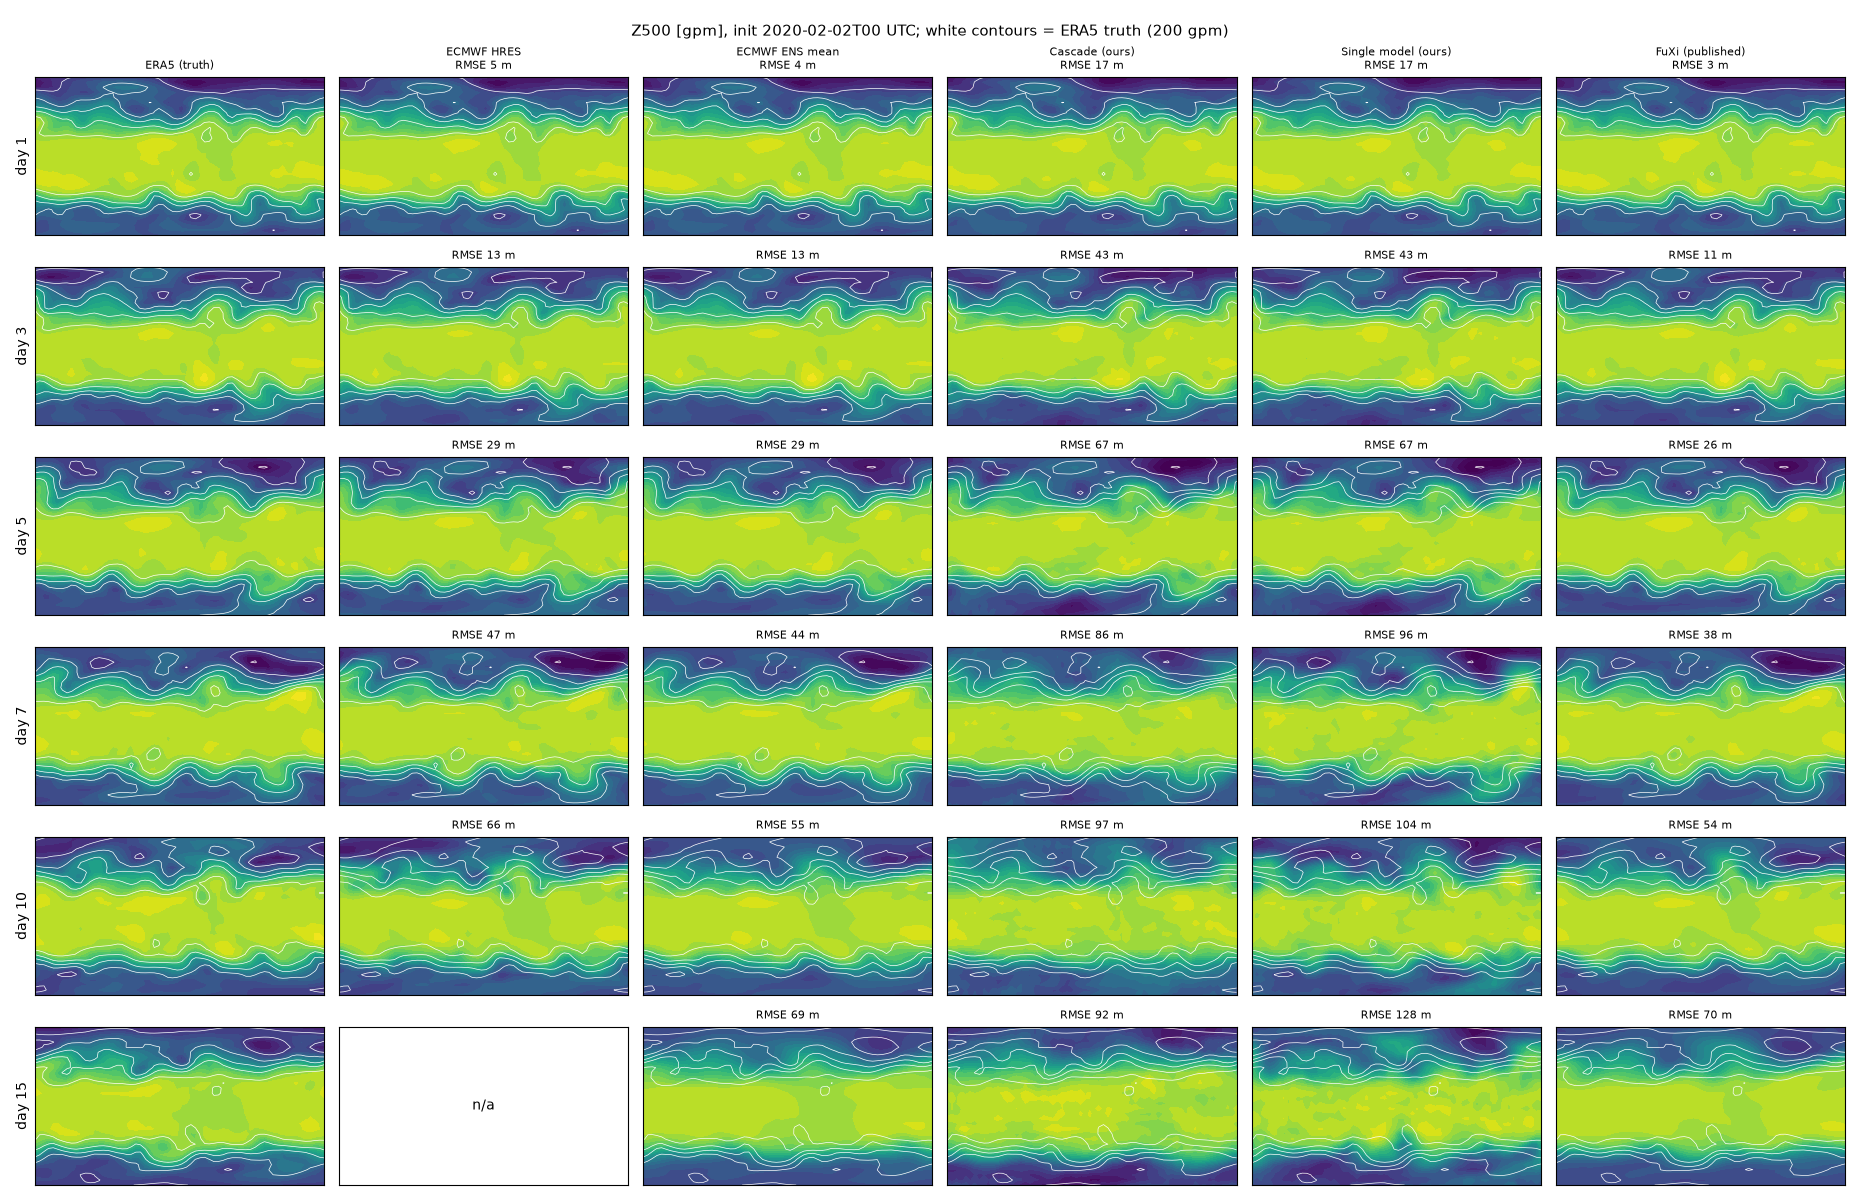 Z500 [gpm], init 2020-02-02T00 UTC; white contours = ERA5 truth (200 gpm)
ERA5 (truth)
ECMWF HRES
RMSE 5 m
ECMWF ENS mean
RMSE 4 m
Cascade (ours)
RMSE 17 m
Single model (ours)
RMSE 17 m
FuXi (published)
RMSE 3 m
day 1
RMSE 13 m
RMSE 13 m
RMSE 43 m
RMSE 43 m
RMSE 11 m
day 3
RMSE 29 m
RMSE 29 m
RMSE 67 m
RMSE 67 m
RMSE 26 m
day 5
RMSE 47 m
RMSE 44 m
RMSE 86 m
RMSE 96 m
RMSE 38 m
day 7
RMSE 66 m
RMSE 55 m
RMSE 97 m
RMSE 104 m
RMSE 54 m
day 10
RMSE 69 m
RMSE 92 m
RMSE 128 m
RMSE 70 m
day 15
n/a